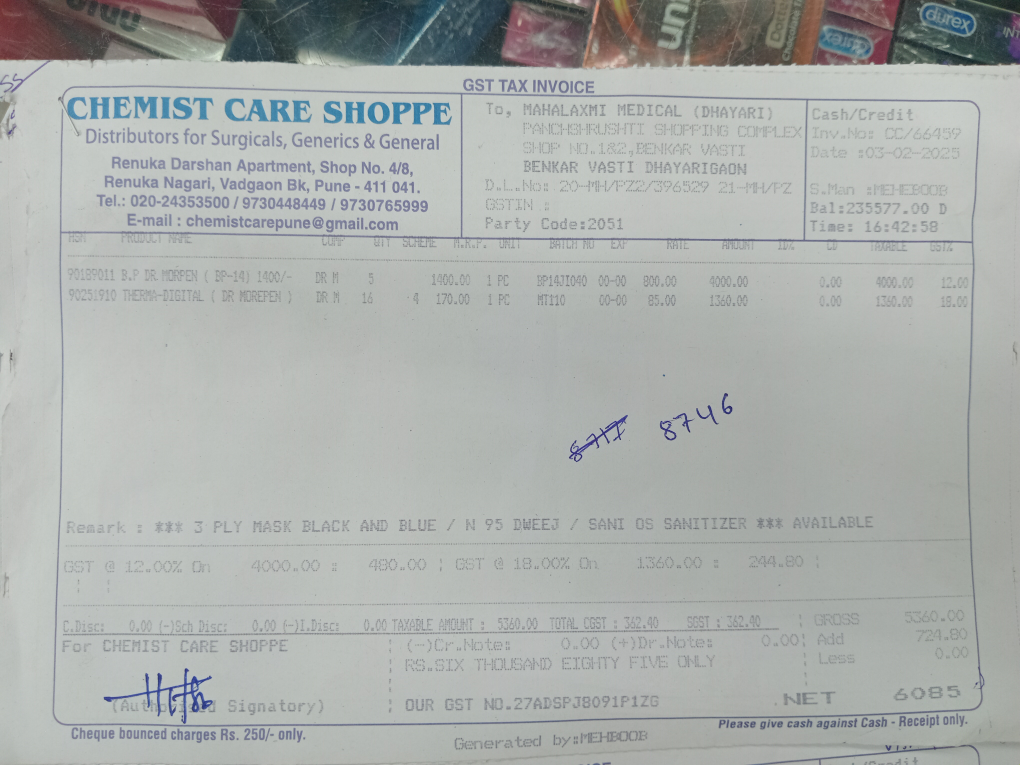 durex
durex
uni
GST TAX INVOICE
CHEMIST CARE SHOPPE
Distributors for Surgicals, Generics & General
Renuka Darshan Apartment, Shop No. 4/8,
Renuka Nagari, Vadgaon Bk, Pune - 411 041.
Tel.: 020-24353500 / 9730448449 / 9730765999
E-mail : chemistcarepune@gmail.com
To, MAHALAXMI MEDICAL (DHAYARI)
PANCHSHRUSHTI SHOPPING COMPLEX
SHOP NO.1&2,BENKAR VASTI
BENKAR VASTI DHAYARIGAON
D.L.No: 20-MH/PZ2/396529 21-MH/PZ
GSTIN :
Party Code:2051
Cash/Credit
Inv.No: CC/66459
Date :03-02-2025
S.Man :MEHEBOOB
Bal:235577.00 D
Time: 16:42:58
HSN PRODUCT NAME COMP QTY SCHEME M.R.P. UNIT BATCH NO EXP RATE AMOUNT ID% CD TAXABLE GST%
90189011 B.P DR MORPEN ( BP-14) 1400/- DR M 5 1400.00 1 PC BP14JI040 00-00 800.00 4000.00 0.00 4000.00 12.00
90251910 THERMA-DIGITAL ( DR MOREPEN ) DR M 16 4 170.00 1 PC MT110 00-00 85.00 1360.00 0.00 1360.00 18.00
8746
Remark : *** 3 PLY MASK BLACK AND BLUE / N 95 DWEEJ / SANI OS SANITIZER *** AVAILABLE
GST @ 12.00% On 4000.00 : 480.00 ¦ GST @ 18.00% On 1360.00 : 244.80 ¦
C.Disc: 0.00 (-)Sch Disc: 0.00 (-)I.Disc: 0.00 TAXABLE AMOUNT : 5360.00 TOTAL CGST : 362.40 SGST : 362.40
GROSS 5360.00
Add 724.80
Less 0.00
For CHEMIST CARE SHOPPE
(-)Cr.Note: 0.00 (+)Dr.Note: 0.00
RS.SIX THOUSAND EIGHTY FIVE ONLY
(Authorised Signatory)
OUR GST NO.27ADSPJ8091P1ZG
NET 6085
Cheque bounced charges Rs. 250/- only.
Generated by:MEHBOOB
Please give cash against Cash - Receipt only.